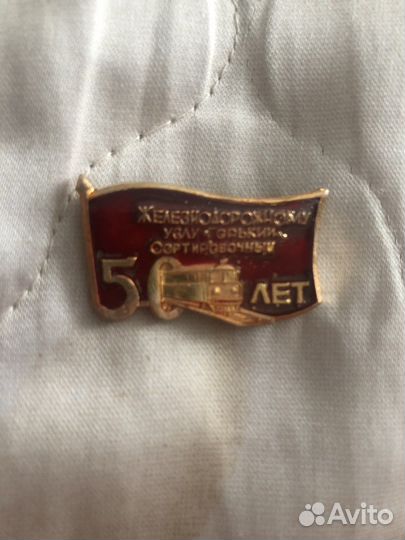 Железнодорожному
узлу Горький
Сортировочный
50 ЛЕТ
Avito